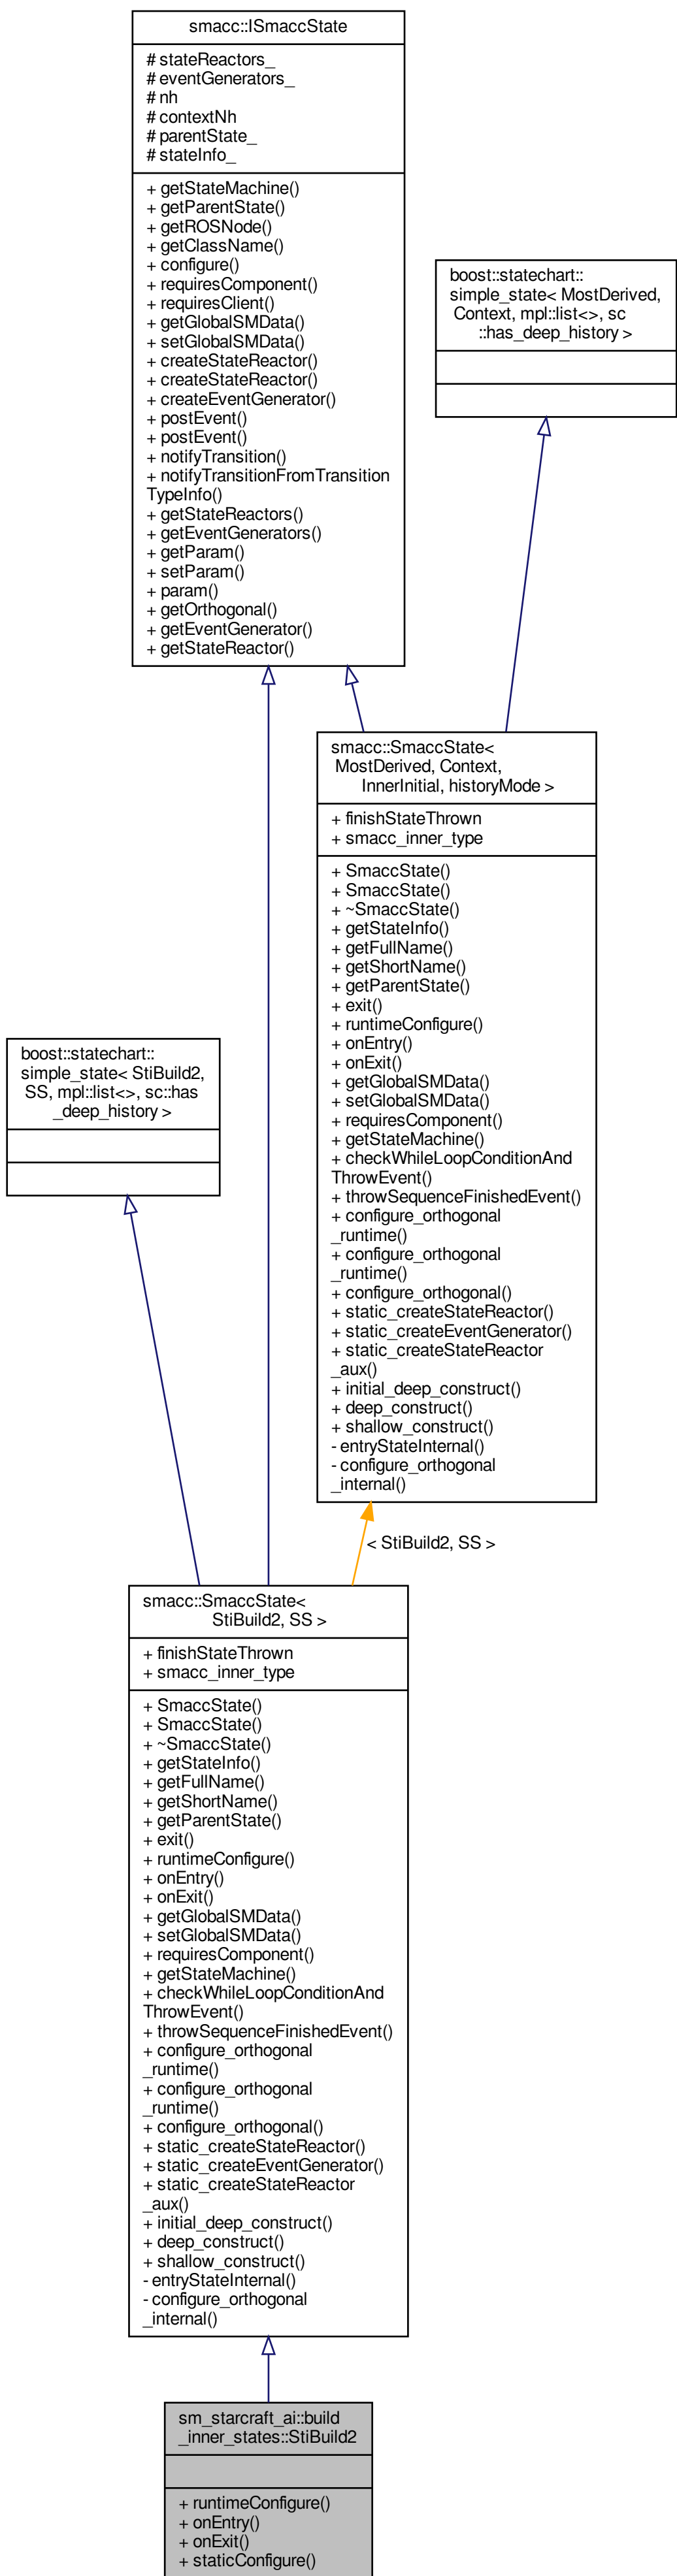 smacc::ISmaccState
# stateReactors_
# eventGenerators_
# nh
# contextNh
# parentState_
# stateInfo_
+ getStateMachine()
+ getParentState()
+ getROSNode()
+ getClassName()
+ configure()
+ requiresComponent()
+ requiresClient()
+ getGlobalSMData()
+ setGlobalSMData()
+ createStateReactor()
+ createStateReactor()
+ createEventGenerator()
+ postEvent()
+ postEvent()
+ notifyTransition()
+ notifyTransitionFromTransition
TypeInfo()
+ getStateReactors()
+ getEventGenerators()
+ getParam()
+ setParam()
+ param()
+ getOrthogonal()
+ getEventGenerator()
+ getStateReactor()
boost::statechart::
simple_state< MostDerived,
Context, mpl::list<>, sc
::has_deep_history >
smacc::SmaccState<
MostDerived, Context,
InnerInitial, historyMode >
+ finishStateThrown
+ smacc_inner_type
+ SmaccState()
+ SmaccState()
+ ~SmaccState()
+ getStateInfo()
+ getFullName()
+ getShortName()
+ getParentState()
+ exit()
+ runtimeConfigure()
+ onEntry()
+ onExit()
+ getGlobalSMData()
+ setGlobalSMData()
+ requiresComponent()
+ getStateMachine()
+ checkWhileLoopConditionAnd
ThrowEvent()
+ throwSequenceFinishedEvent()
+ configure_orthogonal
_runtime()
+ configure_orthogonal
_runtime()
+ configure_orthogonal()
+ static_createStateReactor()
+ static_createEventGenerator()
+ static_createStateReactor
_aux()
+ initial_deep_construct()
+ deep_construct()
+ shallow_construct()
- entryStateInternal()
- configure_orthogonal
_internal()
boost::statechart::
simple_state< StiBuild2,
SS, mpl::list<>, sc::has
_deep_history >
< StiBuild2, SS >
smacc::SmaccState<
StiBuild2, SS >
+ finishStateThrown
+ smacc_inner_type
+ SmaccState()
+ SmaccState()
+ ~SmaccState()
+ getStateInfo()
+ getFullName()
+ getShortName()
+ getParentState()
+ exit()
+ runtimeConfigure()
+ onEntry()
+ onExit()
+ getGlobalSMData()
+ setGlobalSMData()
+ requiresComponent()
+ getStateMachine()
+ checkWhileLoopConditionAnd
ThrowEvent()
+ throwSequenceFinishedEvent()
+ configure_orthogonal
_runtime()
+ configure_orthogonal
_runtime()
+ configure_orthogonal()
+ static_createStateReactor()
+ static_createEventGenerator()
+ static_createStateReactor
_aux()
+ initial_deep_construct()
+ deep_construct()
+ shallow_construct()
- entryStateInternal()
- configure_orthogonal
_internal()
sm_starcraft_ai::build
_inner_states::StiBuild2
+ runtimeConfigure()
+ onEntry()
+ onExit()
+ staticConfigure()